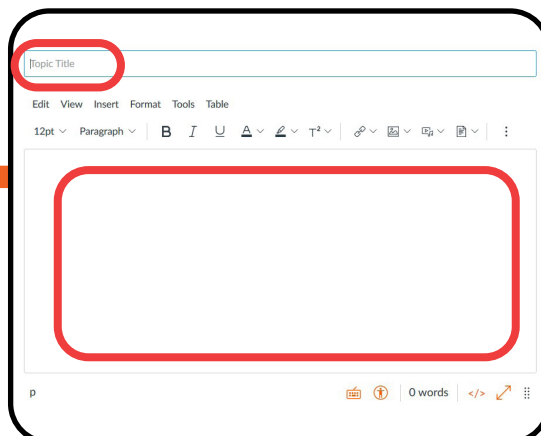 Topic Title
Edit View Insert Format Tools Table
12pt Paragraph B I U A T²
p 0 words </>